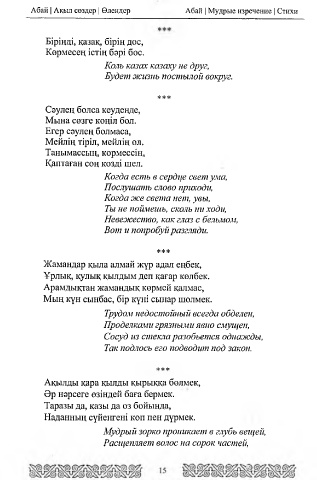 Абай | Ақыл сөздер | Өлеңдер
Абай | Мудрые изречение | Стихи
***
Біріңді, қазақ, бірің дос,
Көрмесең істің бәрі бос.
Коль казах казаху не друг,
Будет жизнь постылой вокруг.
***
Сәулең болса кеудеңде,
Мына сөзге көңіл бөл.
Егер сәулең болмаса,
Мейлің тіріл, мейлің өл.
Танымассың, көрмессің,
Қаптаған соң көзді шел.
Когда есть в сердце свет ума,
Послушать слово приходи,
Когда же света нет, увы,
Ты не поймешь, сколь ни ходи,
Невежество, как глаз с бельмом,
Вот и попробуй разгляди.
***
Жамандар қыла алмай жүр адал еңбек,
Ұрлық, қулық қылдым деп қағар көлбек.
Арамдықтан жамандық көрмей қалмас,
Мың күн сынбас, бір күні сынар шөлмек.
Трудом недостойный всегда обделен,
Проделками грязными явно смущен,
Сосуд из стекла разобьется однажды,
Так подлось его подводит под закон.
***
Ақылды қара қылды қырыққа бөлмек,
Әр нәрсеге өзіндей баға бермек.
Таразы да, қазы да өз бойыңда,
Наданның сүйенгені көп пен дүрмек.
Мудрый зорко проникает в глубь вещей,
Расщепляет волос на сорок частей,
15